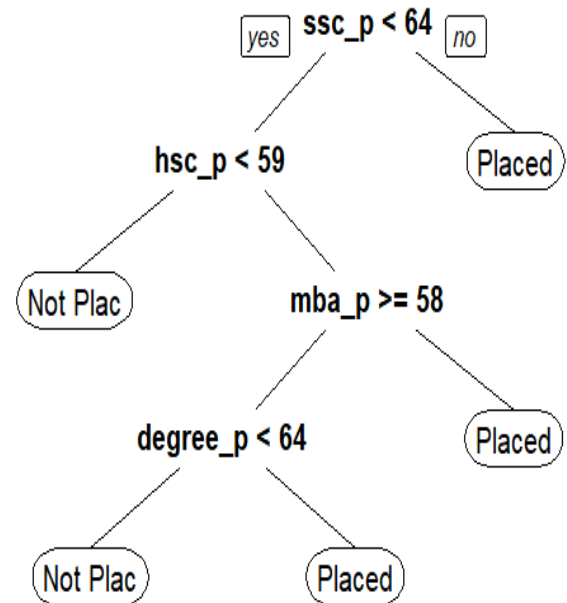 yes ssc_p < 64 no
hsc_p < 59
Placed
Not Plac
mba_p >= 58
degree_p < 64
Placed
Not Plac
Placed